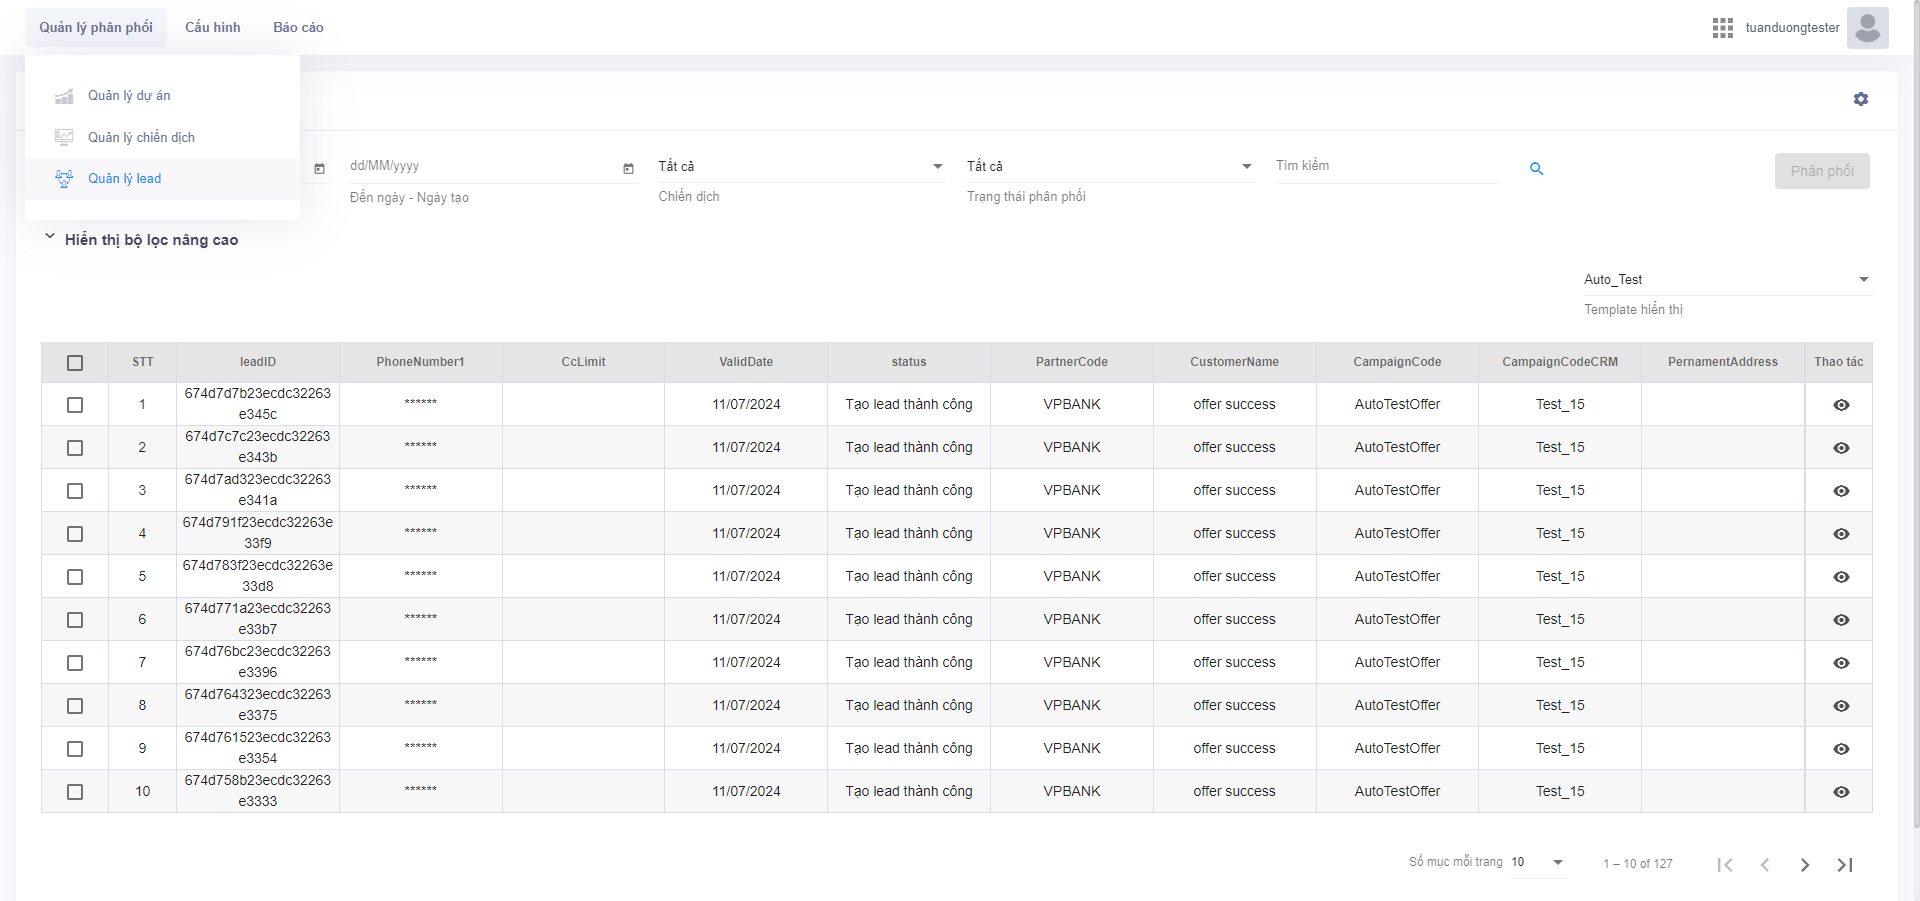 Quản lý phân phối Cấu hình Báo cáo tuanduongtester
Quản lý dự án
Quản lý chiến dịch
Quản lý lead
dd/MM/yyyy Tất cả Tất cả Tìm kiếm Phân phối
Đến ngày - Ngày tạo Chiến dịch Trạng thái phân phối
Hiển thị bộ lọc nâng cao
Auto_Test
Template hiển thị
STT leadID PhoneNumber1 CcLimit ValidDate status PartnerCode CustomerName CampaignCode CampaignCodeCRM PernamentAddress Thao tác
1 674d7d7b23ecdc32263e345c ****** 11/07/2024 Tạo lead thành công VPBANK offer success AutoTestOffer Test_15
2 674d7c7c23ecdc32263e343b ****** 11/07/2024 Tạo lead thành công VPBANK offer success AutoTestOffer Test_15
3 674d7ad323ecdc32263e341a ****** 11/07/2024 Tạo lead thành công VPBANK offer success AutoTestOffer Test_15
4 674d791f23ecdc32263e33f9 ****** 11/07/2024 Tạo lead thành công VPBANK offer success AutoTestOffer Test_15
5 674d783f23ecdc32263e33d8 ****** 11/07/2024 Tạo lead thành công VPBANK offer success AutoTestOffer Test_15
6 674d771a23ecdc32263e33b7 ****** 11/07/2024 Tạo lead thành công VPBANK offer success AutoTestOffer Test_15
7 674d76bc23ecdc32263e3396 ****** 11/07/2024 Tạo lead thành công VPBANK offer success AutoTestOffer Test_15
8 674d764323ecdc32263e3375 ****** 11/07/2024 Tạo lead thành công VPBANK offer success AutoTestOffer Test_15
9 674d761523ecdc32263e3354 ****** 11/07/2024 Tạo lead thành công VPBANK offer success AutoTestOffer Test_15
10 674d758b23ecdc32263e3333 ****** 11/07/2024 Tạo lead thành công VPBANK offer success AutoTestOffer Test_15
Số mục mỗi trang 10 1 – 10 of 127